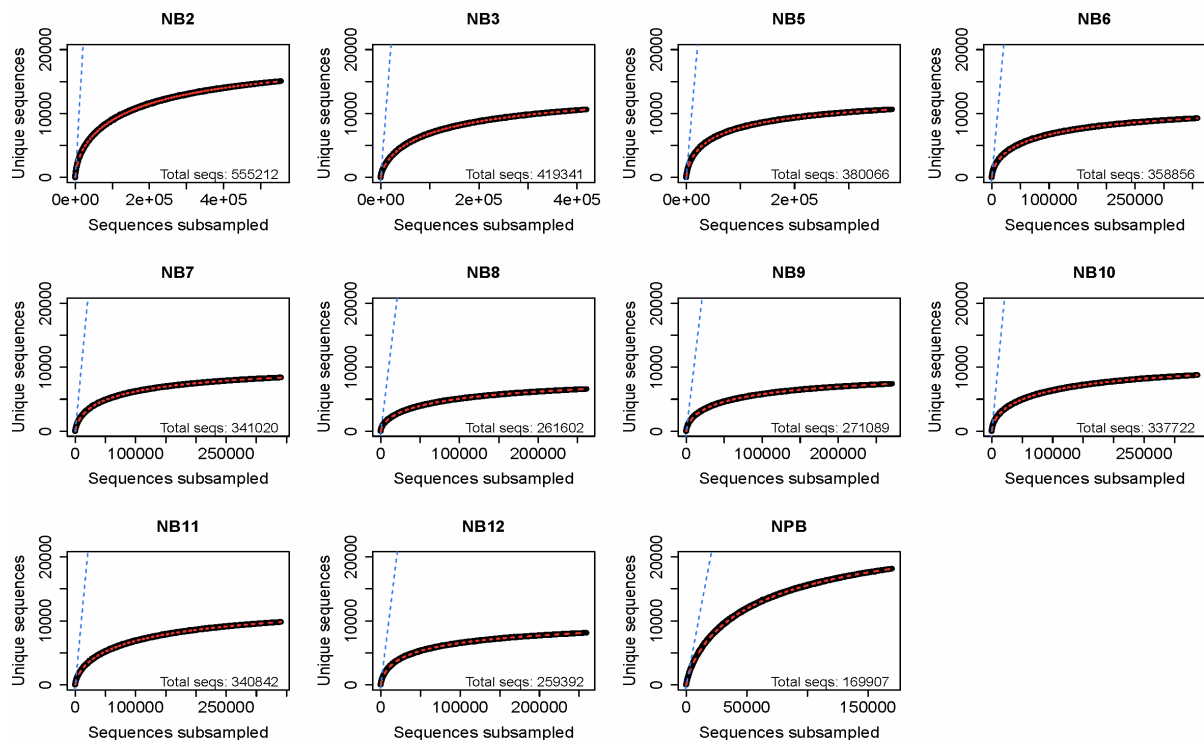 NB2 NB3 NB5 NB6
Unique sequences
0 10000 20000
Total seqs: 555212
0e+00 2e+05 4e+05
Sequences subsampled
Unique sequences
0 10000 20000
Total seqs: 419341
0e+00 2e+05 4e+05
Sequences subsampled
Unique sequences
0 10000 20000
Total seqs: 380066
0e+00 2e+05
Sequences subsampled
Unique sequences
0 10000 20000
Total seqs: 358856
0 100000 250000
Sequences subsampled
NB7 NB8 NB9 NB10
Unique sequences
0 10000 20000
Total seqs: 341020
0 100000 250000
Sequences subsampled
Unique sequences
0 10000 20000
Total seqs: 261602
0 100000 200000
Sequences subsampled
Unique sequences
0 10000 20000
Total seqs: 271089
0 100000 200000
Sequences subsampled
Unique sequences
0 10000 20000
Total seqs: 337722
0 100000 250000
Sequences subsampled
NB11 NB12 NPB
Unique sequences
0 10000 20000
Total seqs: 340842
0 100000 250000
Sequences subsampled
Unique sequences
0 10000 20000
Total seqs: 259392
0 100000 200000
Sequences subsampled
Unique sequences
0 10000 20000
Total seqs: 169907
0 50000 150000
Sequences subsampled